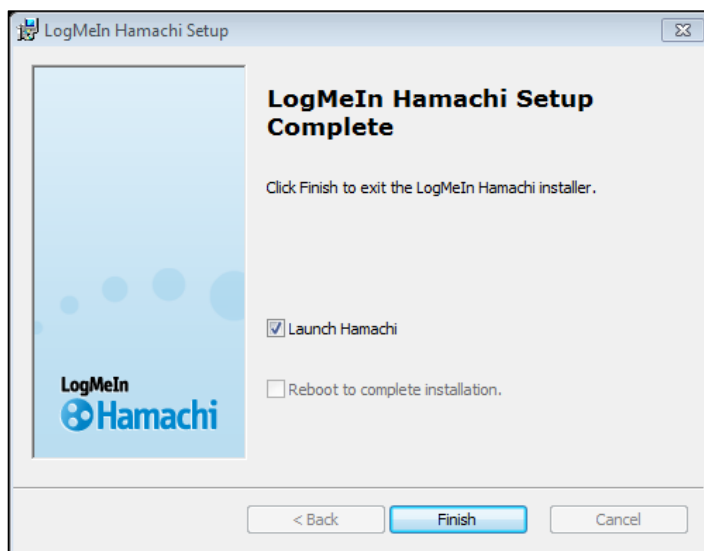 LogMeIn Hamachi Setup
LogMeIn Hamachi Setup
Complete
Click Finish to exit the LogMeIn Hamachi installer.
Launch Hamachi
Reboot to complete installation.
LogMeIn
Hamachi
< Back
Finish
Cancel